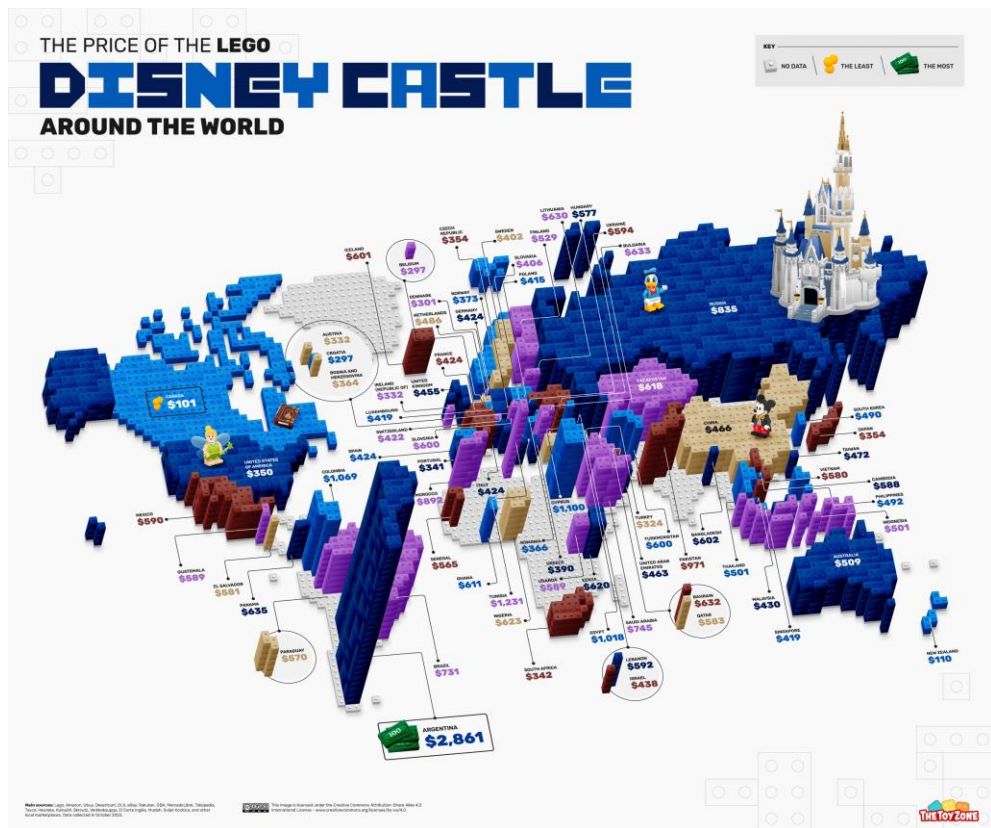 THE PRICE OF THE LEGO
DISNEY CASTLE
AROUND THE WORLD
KEY
NO DATA
THE LEAST
100
THE MOST
LITHUANIA
$630
HUNGARY
$577
CZECH
REPUBLIC
$354
SWEDEN
$402
FINLAND
$529
UKRAINE
$594
ICELAND
$601
BELGIUM
$297
SLOVAKIA
$406
BULGARIA
$633
POLAND
$415
DENMARK
$301
NORWAY
$373
NETHERLANDS
$486
GERMANY
$424
RUSSIA
$835
AUSTRIA
$332
CROATIA
$297
BOSNIA AND
HERZEGOVINA
$364
FRANCE
$424
IRELAND
(REPUBLIC OF)
$332
UNITED
KINGDOM
$455
KAZAKHSTAN
$618
CANADA
$101
LUXEMBOURG
$419
SWITZERLAND
$422
SLOVENIA
$600
CHINA
$466
SOUTH KOREA
$490
JAPAN
$354
TAIWAN
$472
SPAIN
$424
UNITED STATES
OF AMERICA
$350
COLOMBIA
$1,069
PORTUGAL
$341
VIETNAM
$580
CAMBODIA
$588
PHILIPPINES
$492
INDONESIA
$501
MOROCCO
$892
ITALY
$424
CYPRUS
$1,100
MEXICO
$590
TURKEY
$324
TURKMENISTAN
$600
BANGLADESH
$602
ROMANIA
$366
GREECE
$390
SENEGAL
$565
UNITED ARAB
EMIRATES
$463
PAKISTAN
$971
THAILAND
$501
AUSTRALIA
$509
GUATEMALA
$589
EL SALVADOR
$581
GHANA
$611
UGANDA
$589
KENYA
$620
PANAMA
$635
TUNISIA
$1,231
NIGERIA
$623
BAHRAIN
$632
QATAR
$583
MALAYSIA
$430
SINGAPORE
$419
EGYPT
$1,018
SAUDI ARABIA
$745
PARAGUAY
$570
BRAZIL
$731
SOUTH AFRICA
$342
LEBANON
$592
ISRAEL
$438
NEW ZEALAND
$110
100
ARGENTINA
$2,861
THE TOY ZONE